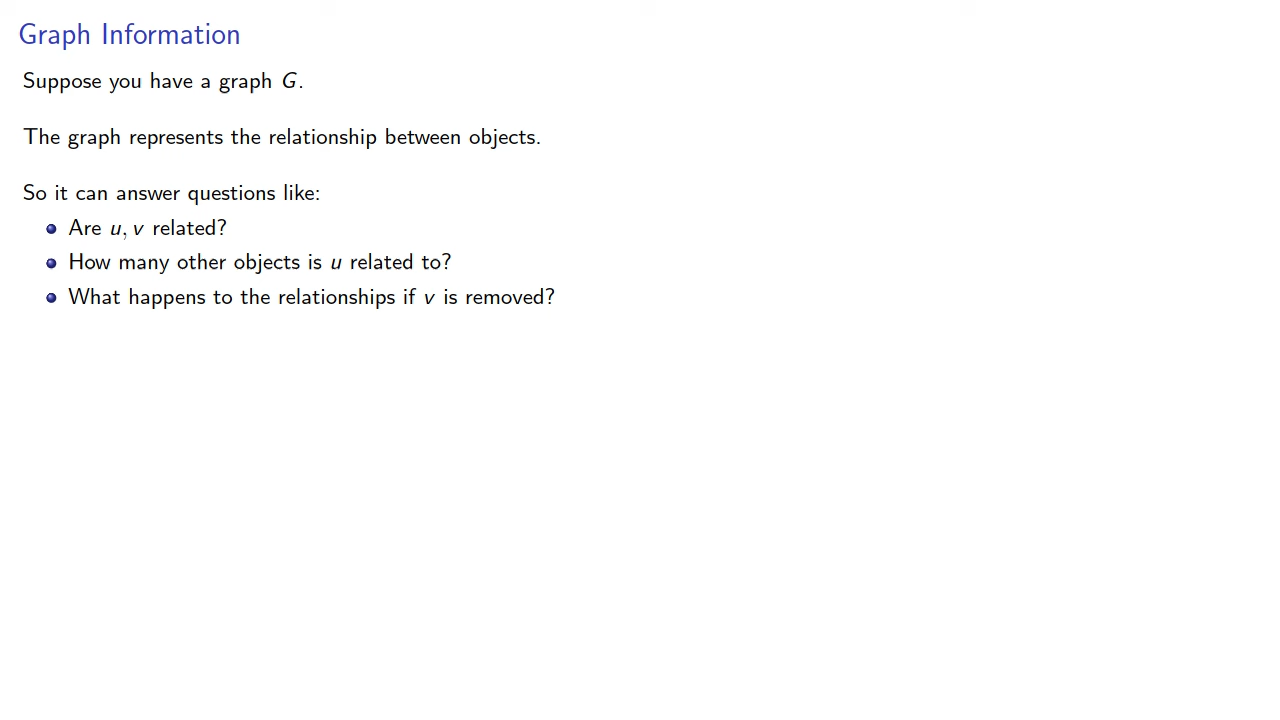 Graph Information
Suppose you have a graph G.
The graph represents the relationship between objects.
So it can answer questions like:
Are u, v related?
How many other objects is u related to?
What happens to the relationships if v is removed?